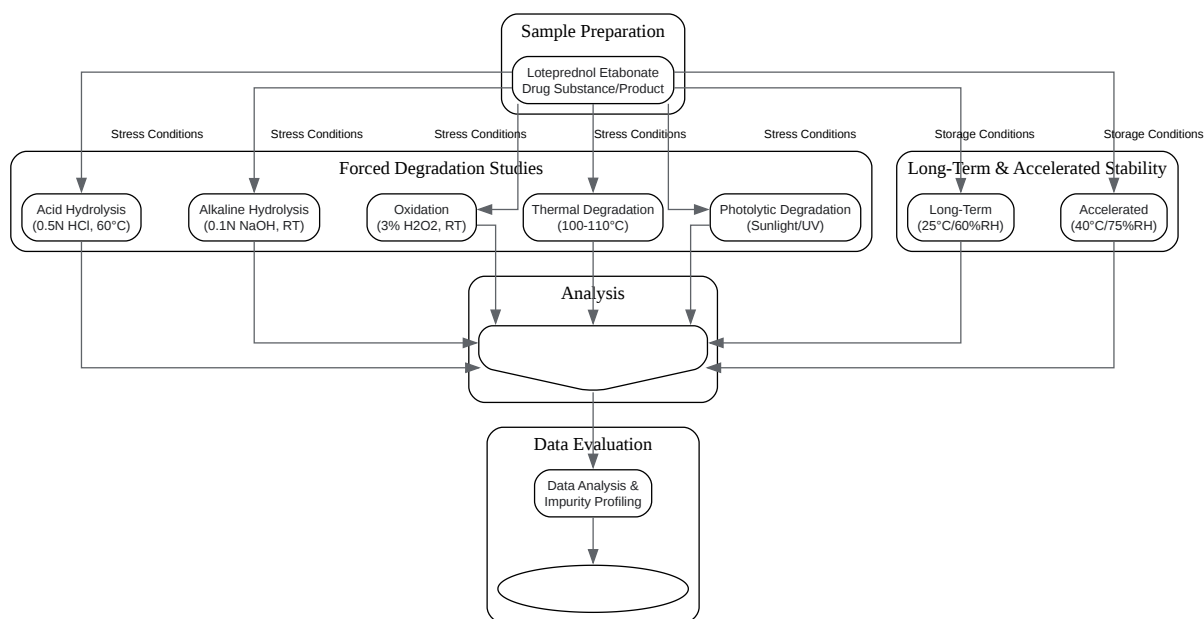 Sample Preparation
Loteprednol Etabonate
Drug Substance/Product
Stress Conditions
Stress Conditions
Stress Conditions
Stress Conditions
Stress Conditions
Storage Conditions
Storage Conditions
Forced Degradation Studies
Long-Term & Accelerated Stability
Acid Hydrolysis
(0.5N HCl, 60°C)
Alkaline Hydrolysis
(0.1N NaOH, RT)
Oxidation
(3% H2O2, RT)
Thermal Degradation
(100-110°C)
Photolytic Degradation
(Sunlight/UV)
Long-Term
(25°C/60%RH)
Accelerated
(40°C/75%RH)
Analysis
Data Evaluation
Data Analysis &
Impurity Profiling